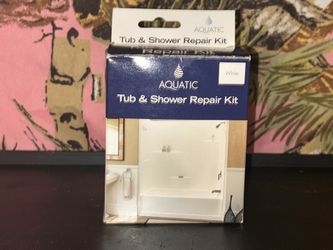 AQUATIC
Tub & Shower Repair Kit
Repair Kit
AQUATIC
White
Tub & Shower Repair Kit